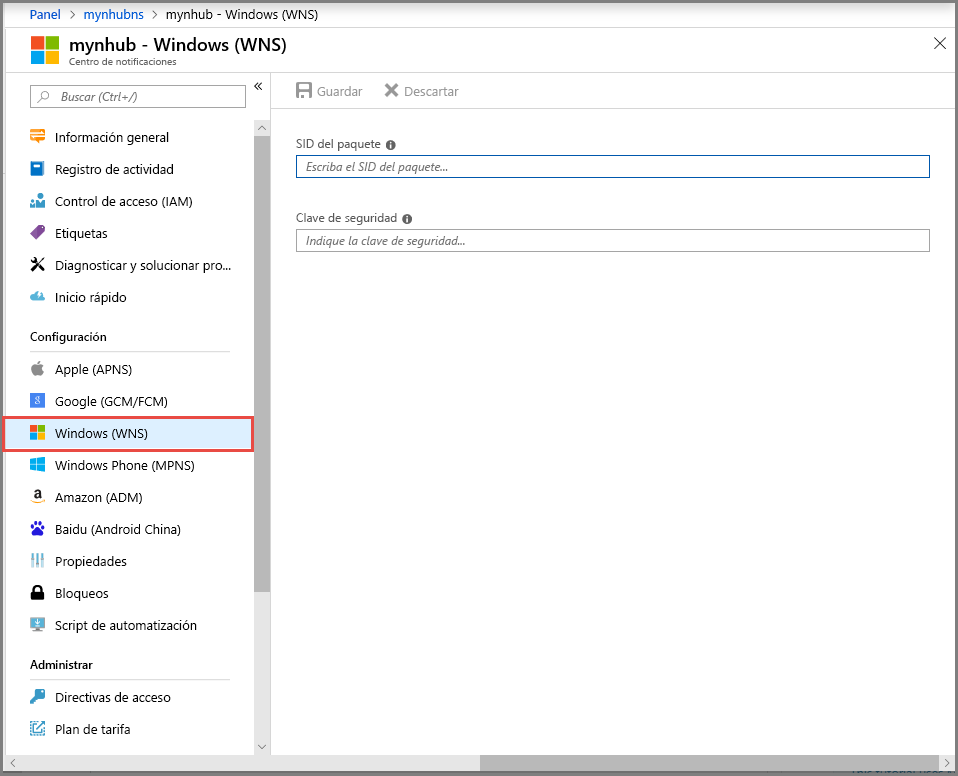 Panel > mynhubns > mynhub - Windows (WNS)
mynhub - Windows (WNS)
Centro de notificaciones
Buscar (Ctrl+/)
«
Información general
Registro de actividad
Control de acceso (IAM)
Etiquetas
Diagnosticar y solucionar pro...
Inicio rápido
Configuración
Apple (APNS)
Google (GCM/FCM)
Windows (WNS)
Windows Phone (MPNS)
Amazon (ADM)
Baidu (Android China)
Propiedades
Bloqueos
Script de automatización
Administrar
Directivas de acceso
Plan de tarifa
Guardar
Descartar
SID del paquete
Escriba el SID del paquete...
Clave de seguridad
Indique la clave de seguridad...